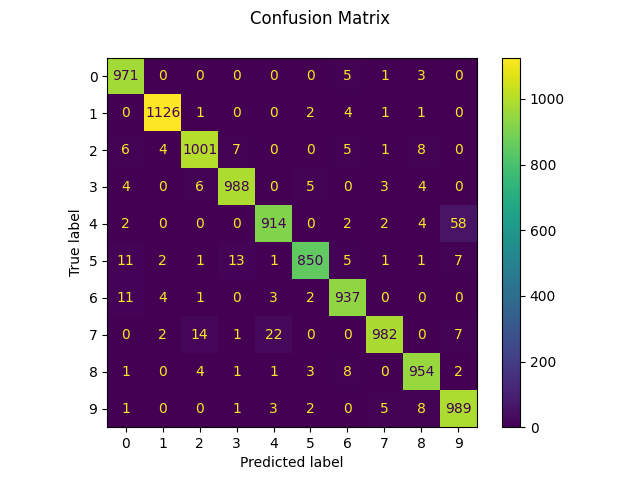 Confusion Matrix
0 971 0 0 0 0 0 5 1 3 0
1 0 1126 1 0 0 2 4 1 1 0
2 6 4 1001 7 0 0 5 1 8 0
3 4 0 6 988 0 5 0 3 4 0
4 2 0 0 0 914 0 2 2 4 58
5 11 2 1 13 1 850 5 1 1 7
6 11 4 1 0 3 2 937 0 0 0
7 0 2 14 1 22 0 0 982 0 7
8 1 0 4 1 1 3 8 0 954 2
9 1 0 0 1 3 2 0 5 8 989
0 1 2 3 4 5 6 7 8 9
Predicted label
True label
1000
800
600
400
200
0